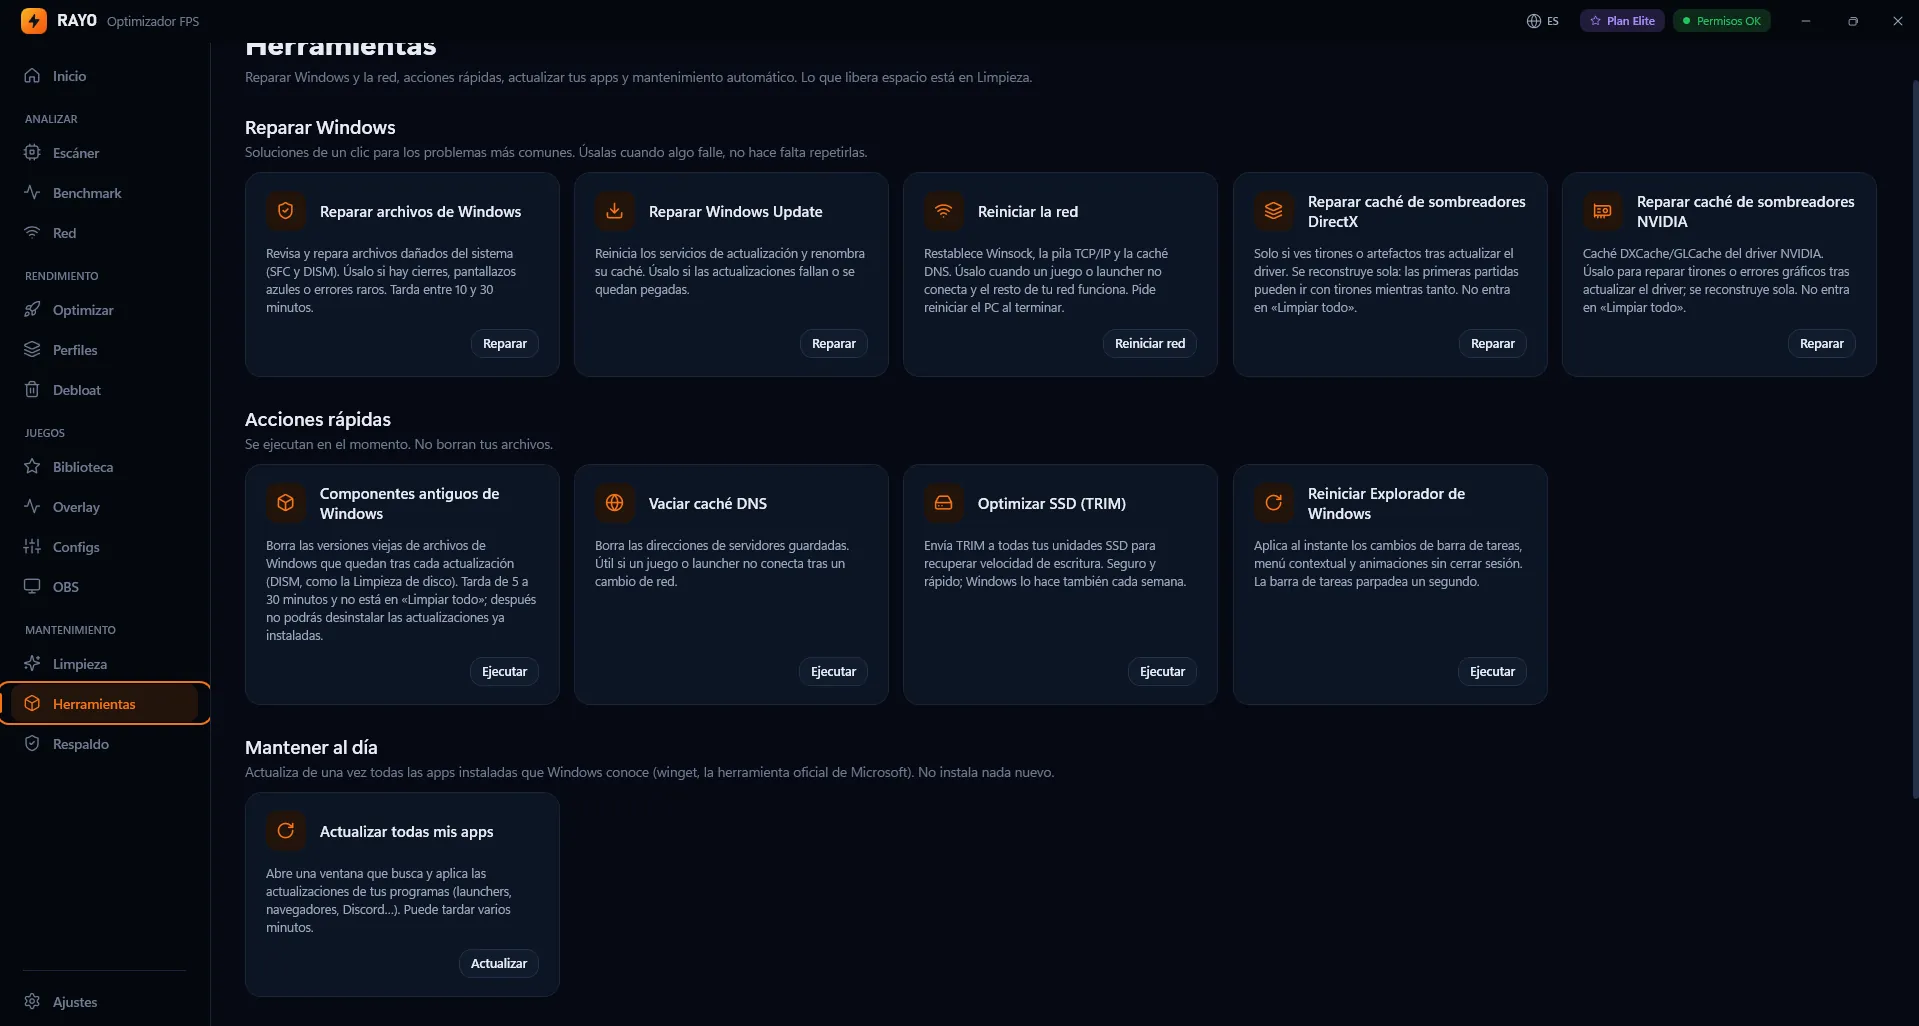 RAYO Optimizador FPS
ES
Plan Elite
Permisos OK
Inicio
ANALIZAR
Escáner
Benchmark
Red
RENDIMIENTO
Optimizar
Perfiles
Debloat
JUEGOS
Biblioteca
Overlay
Configs
OBS
MANTENIMIENTO
Limpieza
Herramientas
Respaldo
Ajustes
Herramientas
Reparar Windows y la red, acciones rápidas, actualizar tus apps y mantenimiento automático. Lo que libera espacio está en Limpieza.
Reparar Windows
Soluciones de un clic para los problemas más comunes. Úsalas cuando algo falle, no hace falta repetirlas.
Reparar archivos de Windows
Revisa y repara archivos dañados del sistema
(SFC y DISM). Úsalo si hay cierres, pantallazos
azules o errores raros. Tarda entre 10 y 30
minutos.
Reparar
Reparar Windows Update
Reinicia los servicios de actualización y renombra
su caché. Úsalo si las actualizaciones fallan o se
quedan pegadas.
Reparar
Reiniciar la red
Restablece Winsock, la pila TCP/IP y la caché
DNS. Úsalo cuando un juego o launcher no
conecta y el resto de tu red funciona. Pide
reiniciar el PC al terminar.
Reiniciar red
Reparar caché de sombreadores
DirectX
Solo si ves tirones o artefactos tras actualizar el
driver. Se reconstruye sola: las primeras partidas
pueden ir con tirones mientras tanto. No entra
en «Limpiar todo».
Reparar
Reparar caché de sombreadores
NVIDIA
Caché DXCache/GLCache del driver NVIDIA.
Úsalo para reparar tirones o errores gráficos tras
actualizar el driver; se reconstruye sola. No entra
en «Limpiar todo».
Reparar
Acciones rápidas
Se ejecutan en el momento. No borran tus archivos.
Componentes antiguos de
Windows
Borra las versiones viejas de archivos de
Windows que quedan tras cada actualización
(DISM, como la Limpieza de disco). Tarda de 5 a
30 minutos y no está en «Limpiar todo»; después
no podrás desinstalar las actualizaciones ya
instaladas.
Ejecutar
Vaciar caché DNS
Borra las direcciones de servidores guardadas.
Útil si un juego o launcher no conecta tras un
cambio de red.
Ejecutar
Optimizar SSD (TRIM)
Envía TRIM a todas tus unidades SSD para
recuperar velocidad de escritura. Seguro y
rápido; Windows lo hace también cada semana.
Ejecutar
Reiniciar Explorador de
Windows
Aplica al instante los cambios de barra de tareas,
menú contextual y animaciones sin cerrar sesión.
La barra de tareas parpadea un segundo.
Ejecutar
Mantener al día
Actualiza de una vez todas las apps instaladas que Windows conoce (winget, la herramienta oficial de Microsoft). No instala nada nuevo.
Actualizar todas mis apps
Abre una ventana que busca y aplica las
actualizaciones de tus programas (launchers,
navegadores, Discord...). Puede tardar varios
minutos.
Actualizar